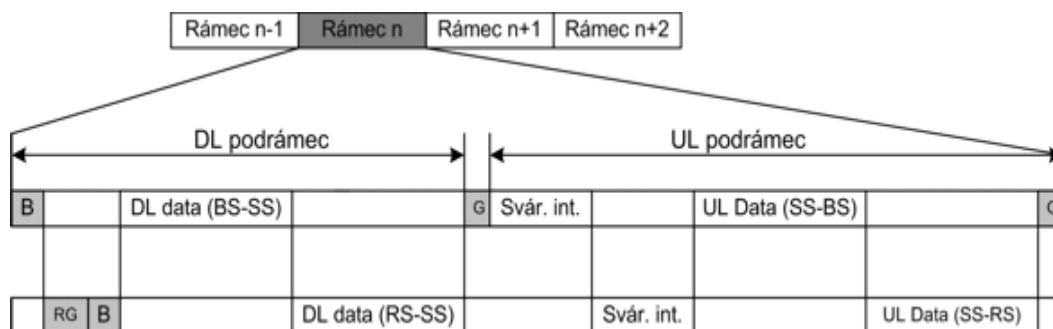 Rámec n-1 Rámec n Rámec n+1 Rámec n+2
DL podrámec UL podrámec
B DL data (BS-SS) G Svár. int. UL Data (SS-BS) G
RG B DL data (RS-SS) Svár. int. UL Data (SS-RS)